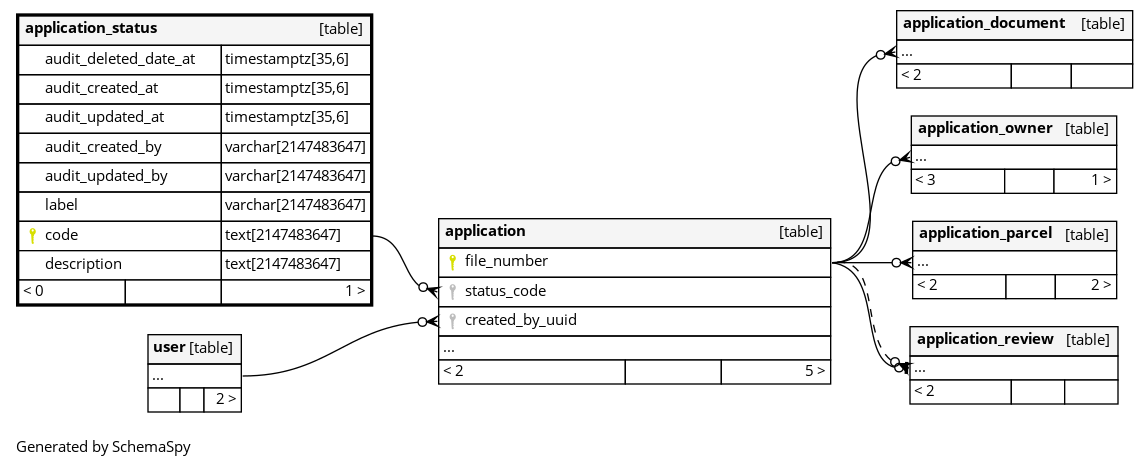 application_status [table]
audit_deleted_date_at timestamptz[35,6]
audit_created_at timestamptz[35,6]
audit_updated_at timestamptz[35,6]
audit_created_by varchar[2147483647]
audit_updated_by varchar[2147483647]
label varchar[2147483647]
code text[2147483647]
description text[2147483647]
< 0 1 >
user [table]
...
2 >
application [table]
file_number
status_code
created_by_uuid
...
< 2 5 >
application_document [table]
...
< 2
application_owner [table]
...
< 3 1 >
application_parcel [table]
...
< 2 2 >
application_review [table]
...
< 2
Generated by SchemaSpy